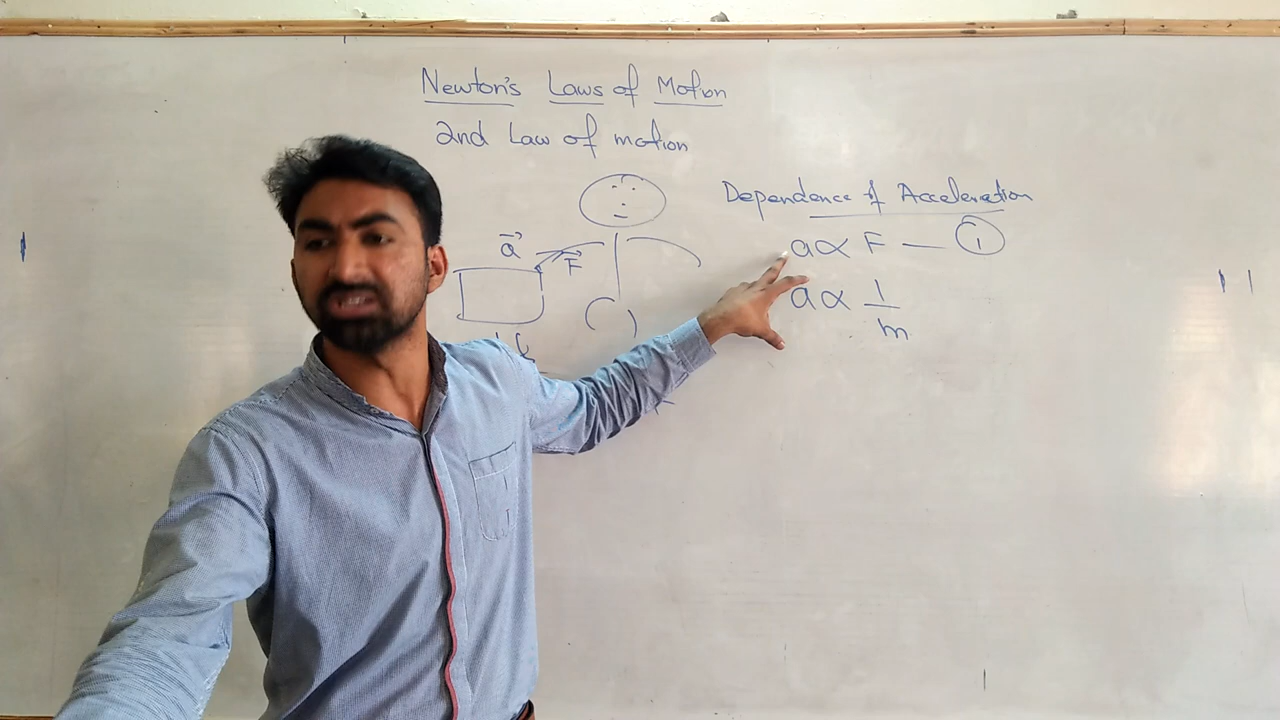 Newton's Laws of Motion
2nd Law of motion
Dependence of Acceleration
a⃗
F⃗
a ∝ F — ①
a ∝ 1/m